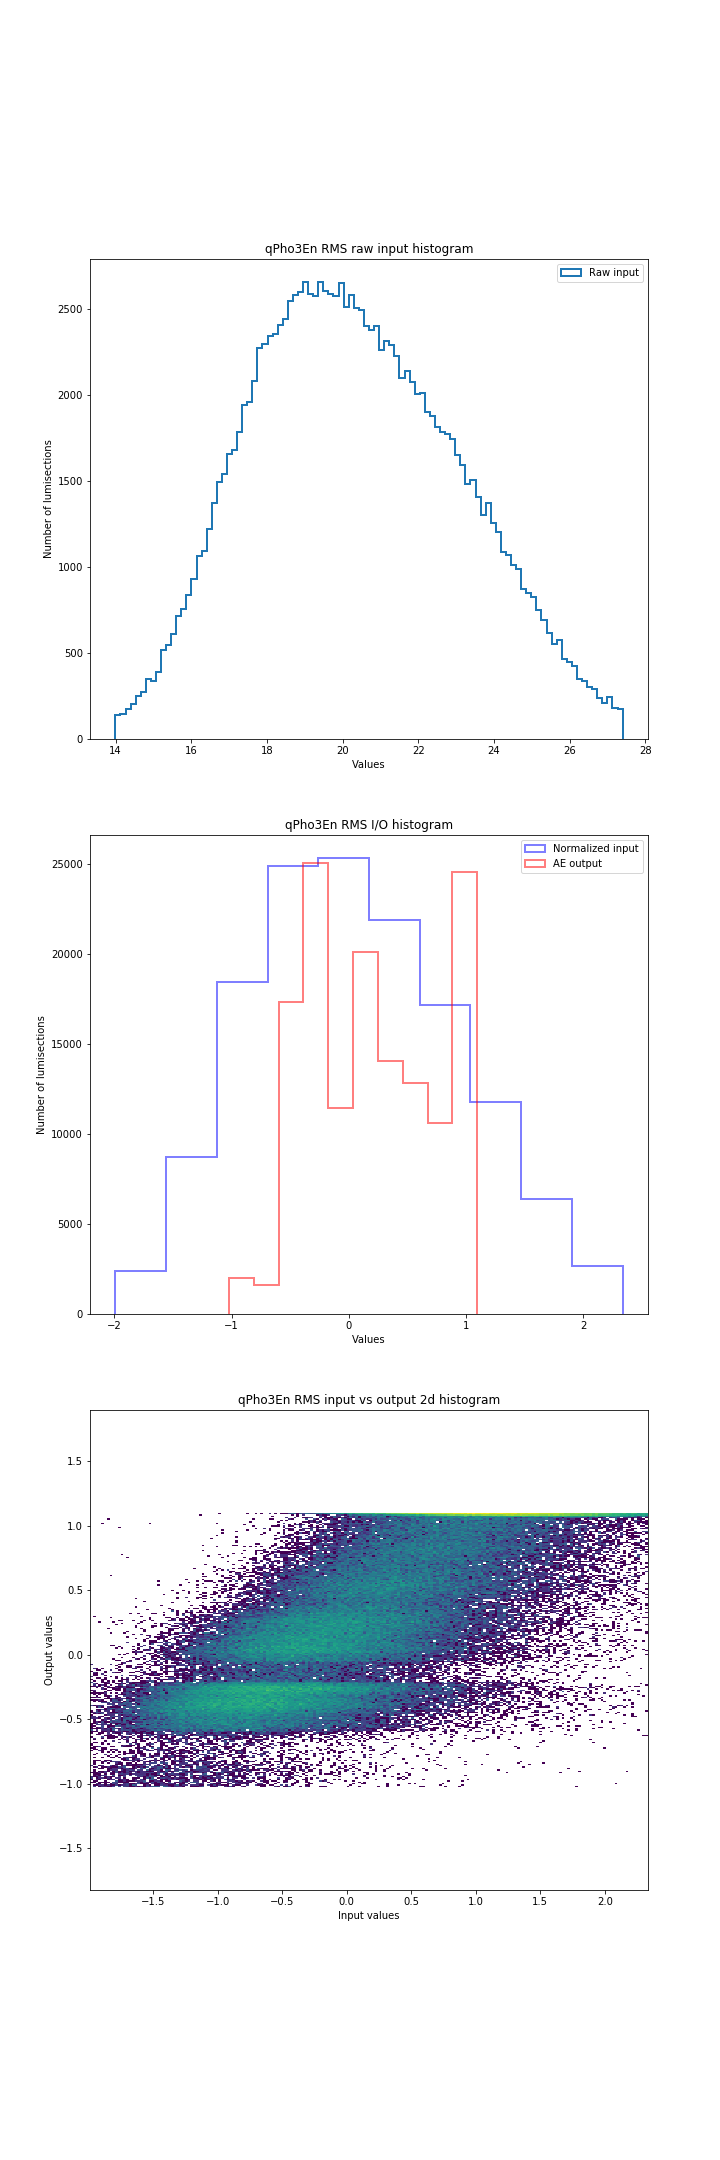 qPho3En RMS raw input histogram
Raw input
Number of lumisections
2500
2000
1500
1000
500
0
14 16 18 20 22 24 26 28
Values
qPho3En RMS I/O histogram
Normalized input
AE output
Number of lumisections
25000
20000
15000
10000
5000
0
−2 −1 0 1 2
Values
qPho3En RMS input vs output 2d histogram
Output values
1.5
1.0
0.5
0.0
−0.5
−1.0
−1.5
−1.5 −1.0 −0.5 0.0 0.5 1.0 1.5 2.0
Input values